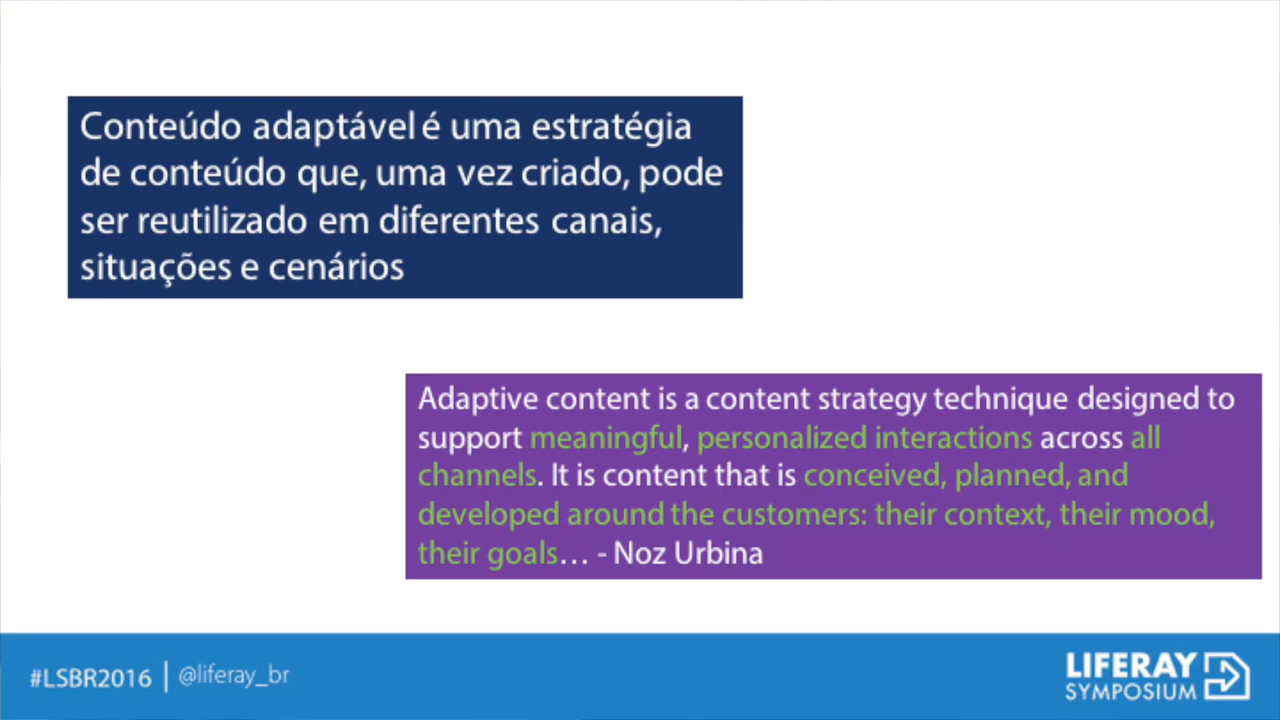 Conteúdo adaptável é uma estratégia
de conteúdo que, uma vez criado, pode
ser reutilizado em diferentes canais,
situações e cenários
Adaptive content is a content strategy technique designed to
support meaningful, personalized interactions across all
channels. It is content that is conceived, planned, and
developed around the customers: their context, their mood,
their goals… - Noz Urbina
#LSBR2016 | @liferay_br
LIFERAY
SYMPOSIUM